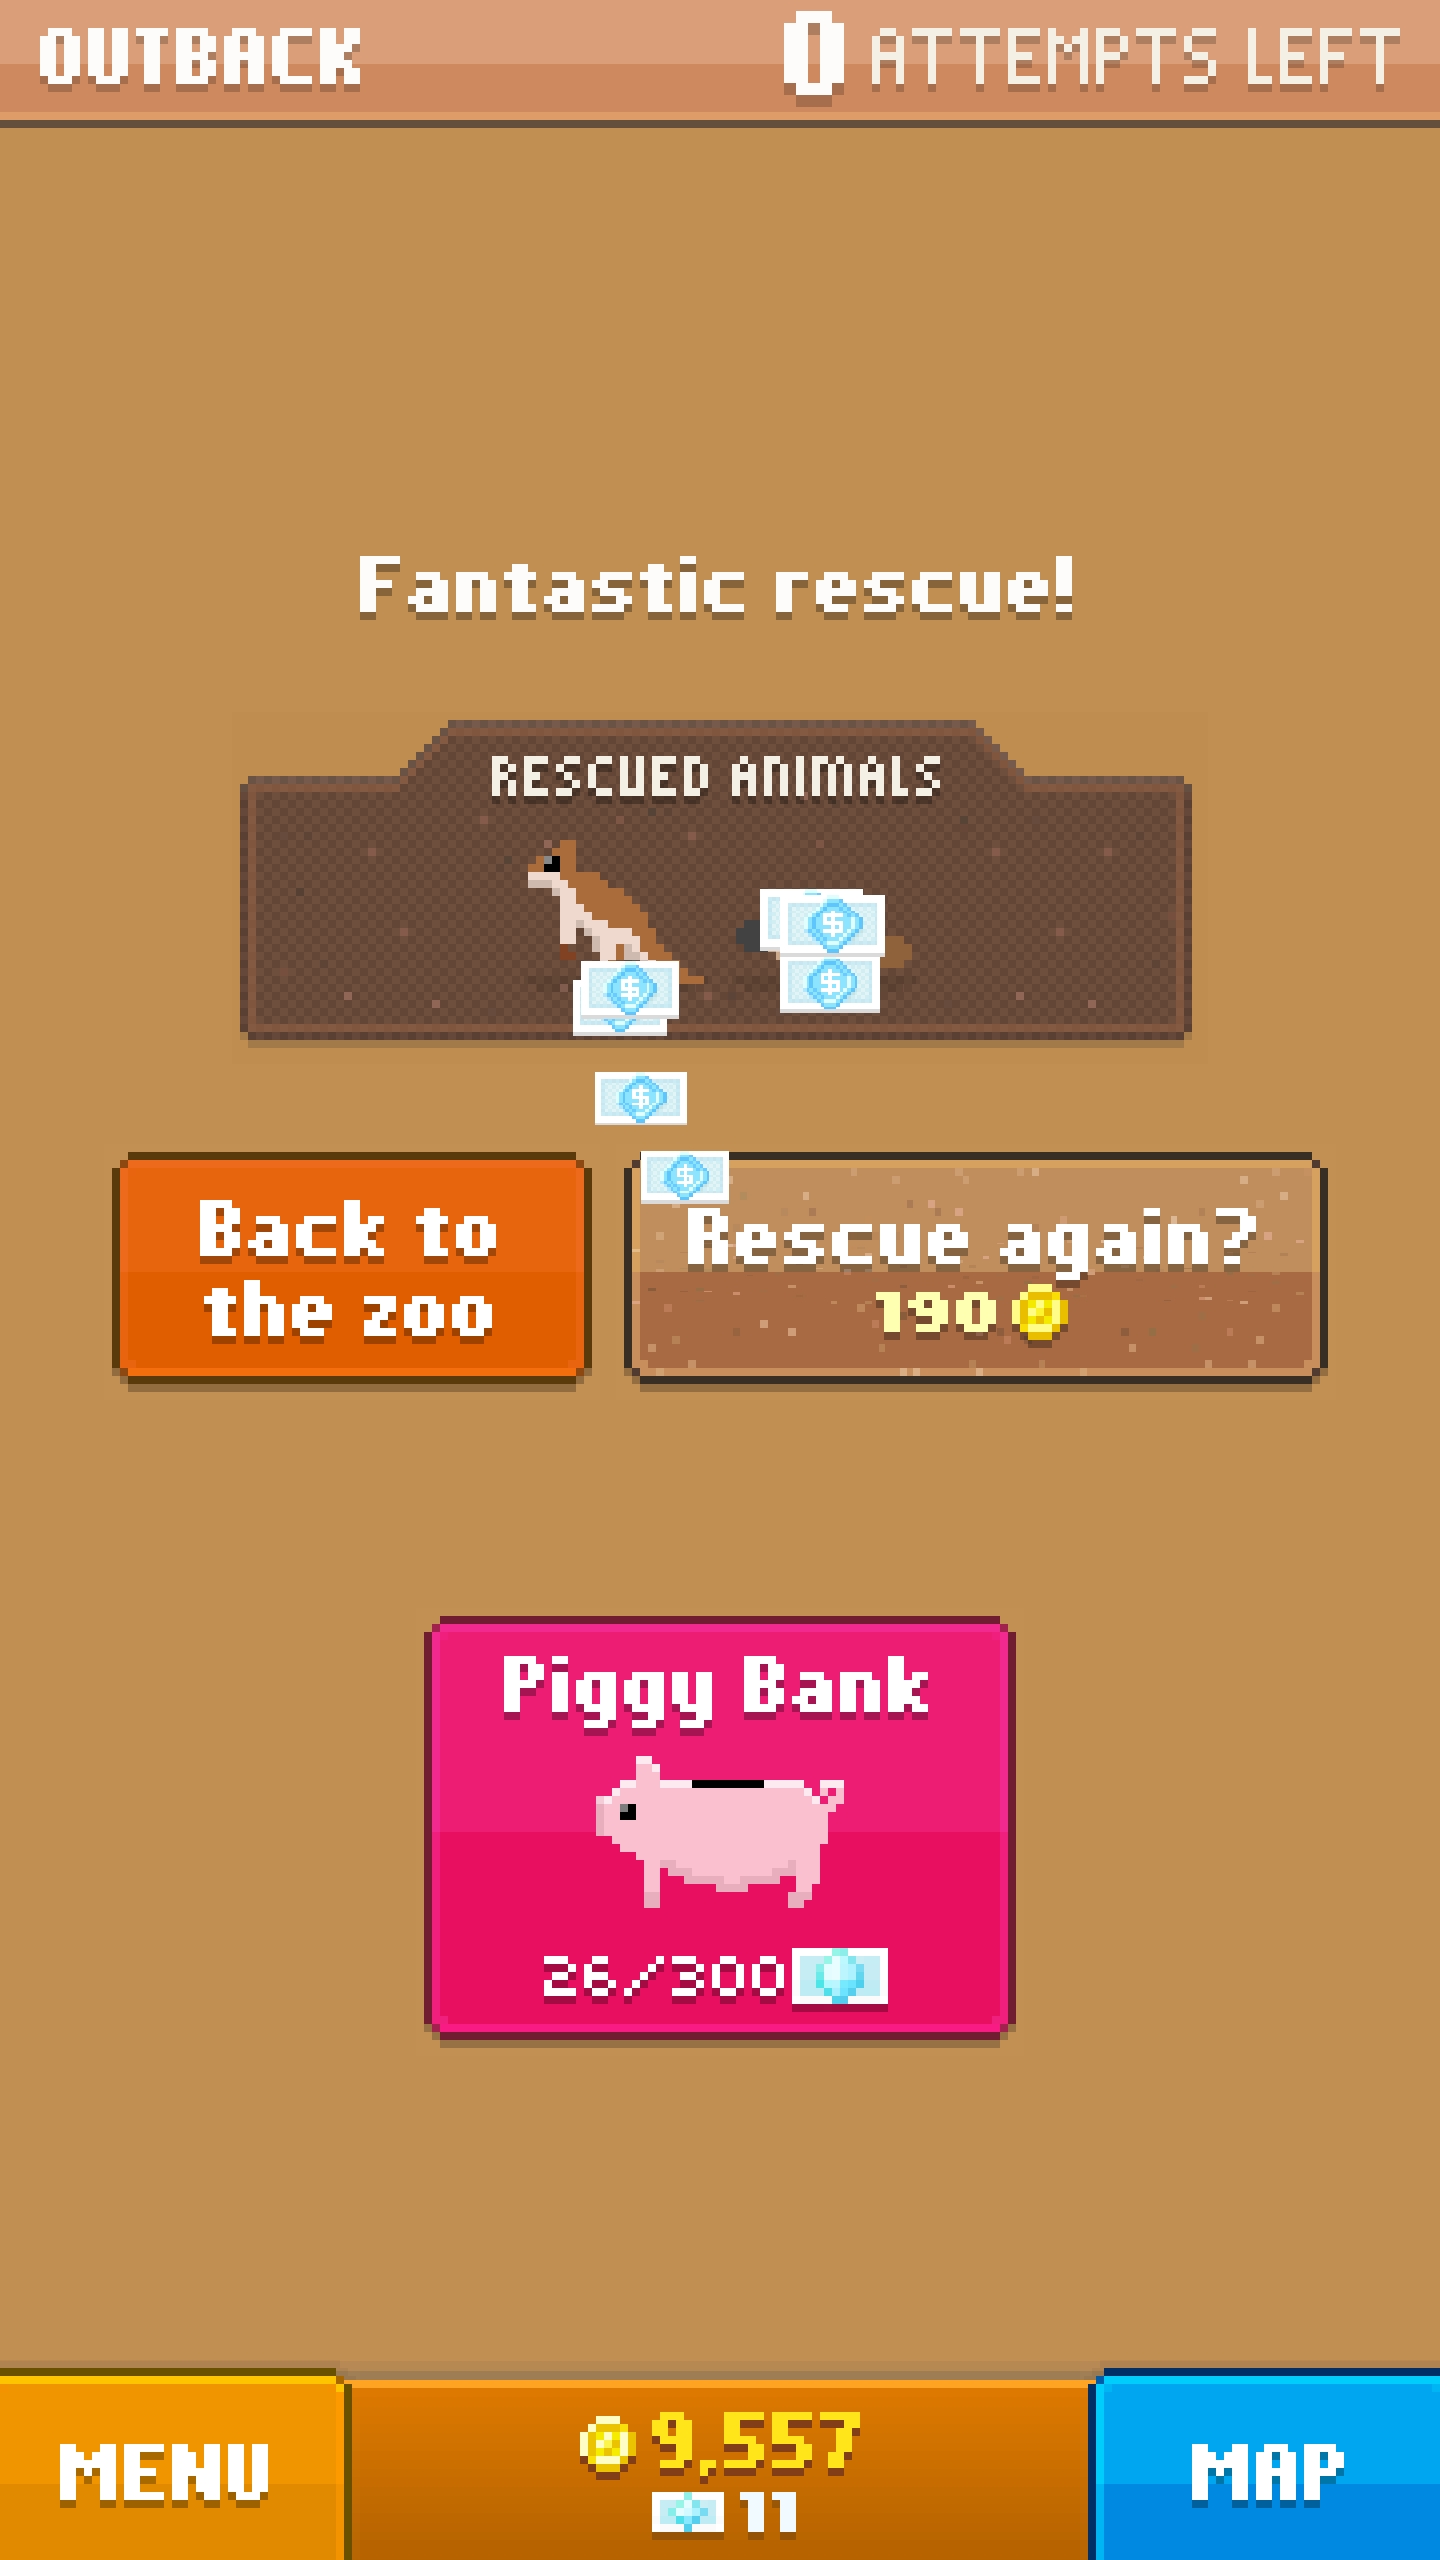 OUTBACK
0 ATTEMPTS LEFT
Fantastic rescue!
RESCUED ANIMALS
$
$
$
$
$
Back to
the zoo
Rescue again?
190
Piggy Bank
26/300
MENU
9,557
11
MAP